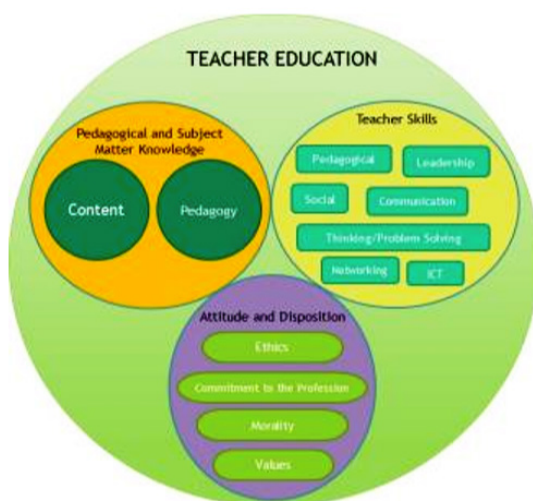 TEACHER EDUCATION
Pedagogical and Subject
Matter Knowledge
Content
Pedagogy
Teacher Skills
Pedagogical
Leadership
Social
Communication
Thinking/Problem Solving
Networking
ICT
Attitude and Disposition
Ethics
Commitment to the Profession
Morality
Values